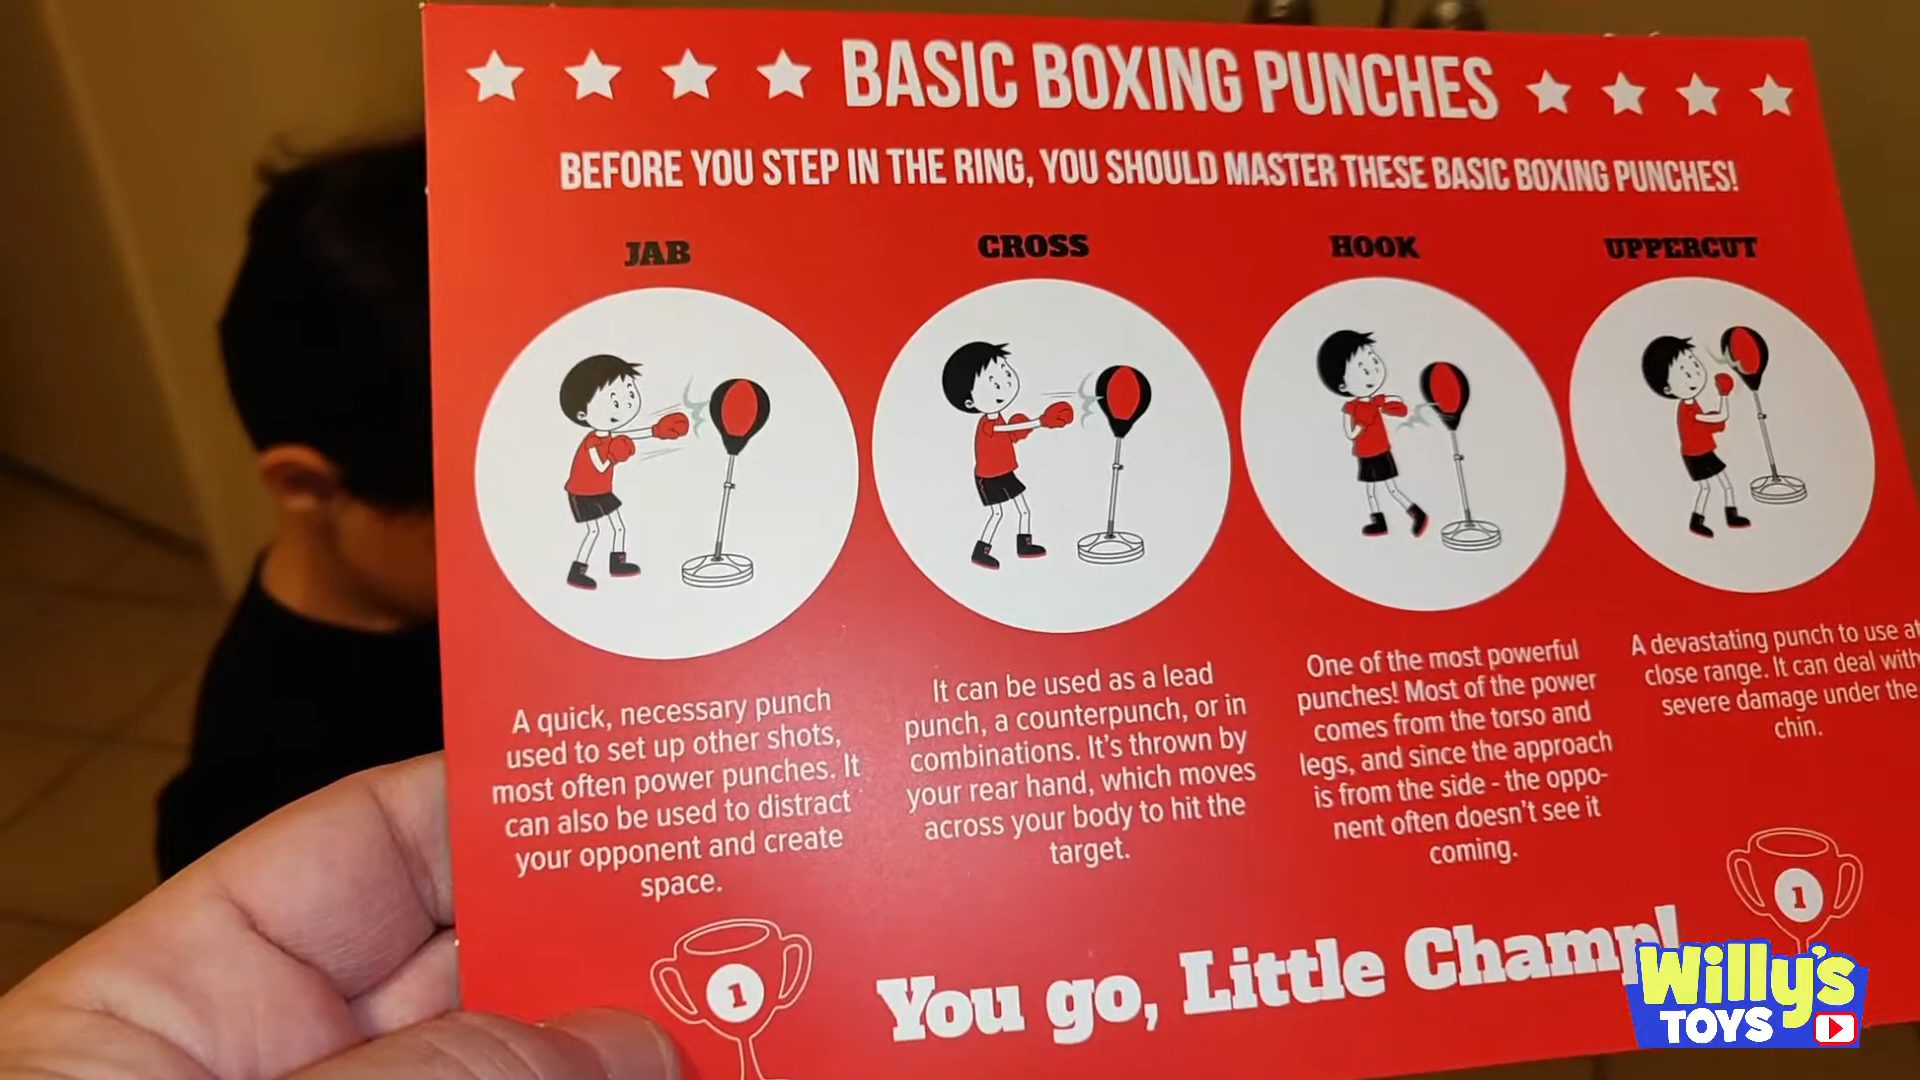 BASIC BOXING PUNCHES
BEFORE YOU STEP IN THE RING, YOU SHOULD MASTER THESE BASIC BOXING PUNCHES!
JAB
A quick, necessary punch
used to set up other shots,
most often power punches. It
can also be used to distract
your opponent and create
space.
CROSS
It can be used as a lead
punch, a counterpunch, or in
combinations. It's thrown by
your rear hand, which moves
across your body to hit the
target.
HOOK
One of the most powerful
punches! Most of the power
comes from the torso and
legs, and since the approach
is from the side - the oppo-
nent often doesn't see it
coming.
UPPERCUT
A devastating punch to use at
close range. It can deal with
severe damage under the
chin.
1
You go, Little Champ!
1
Willy's
TOYS